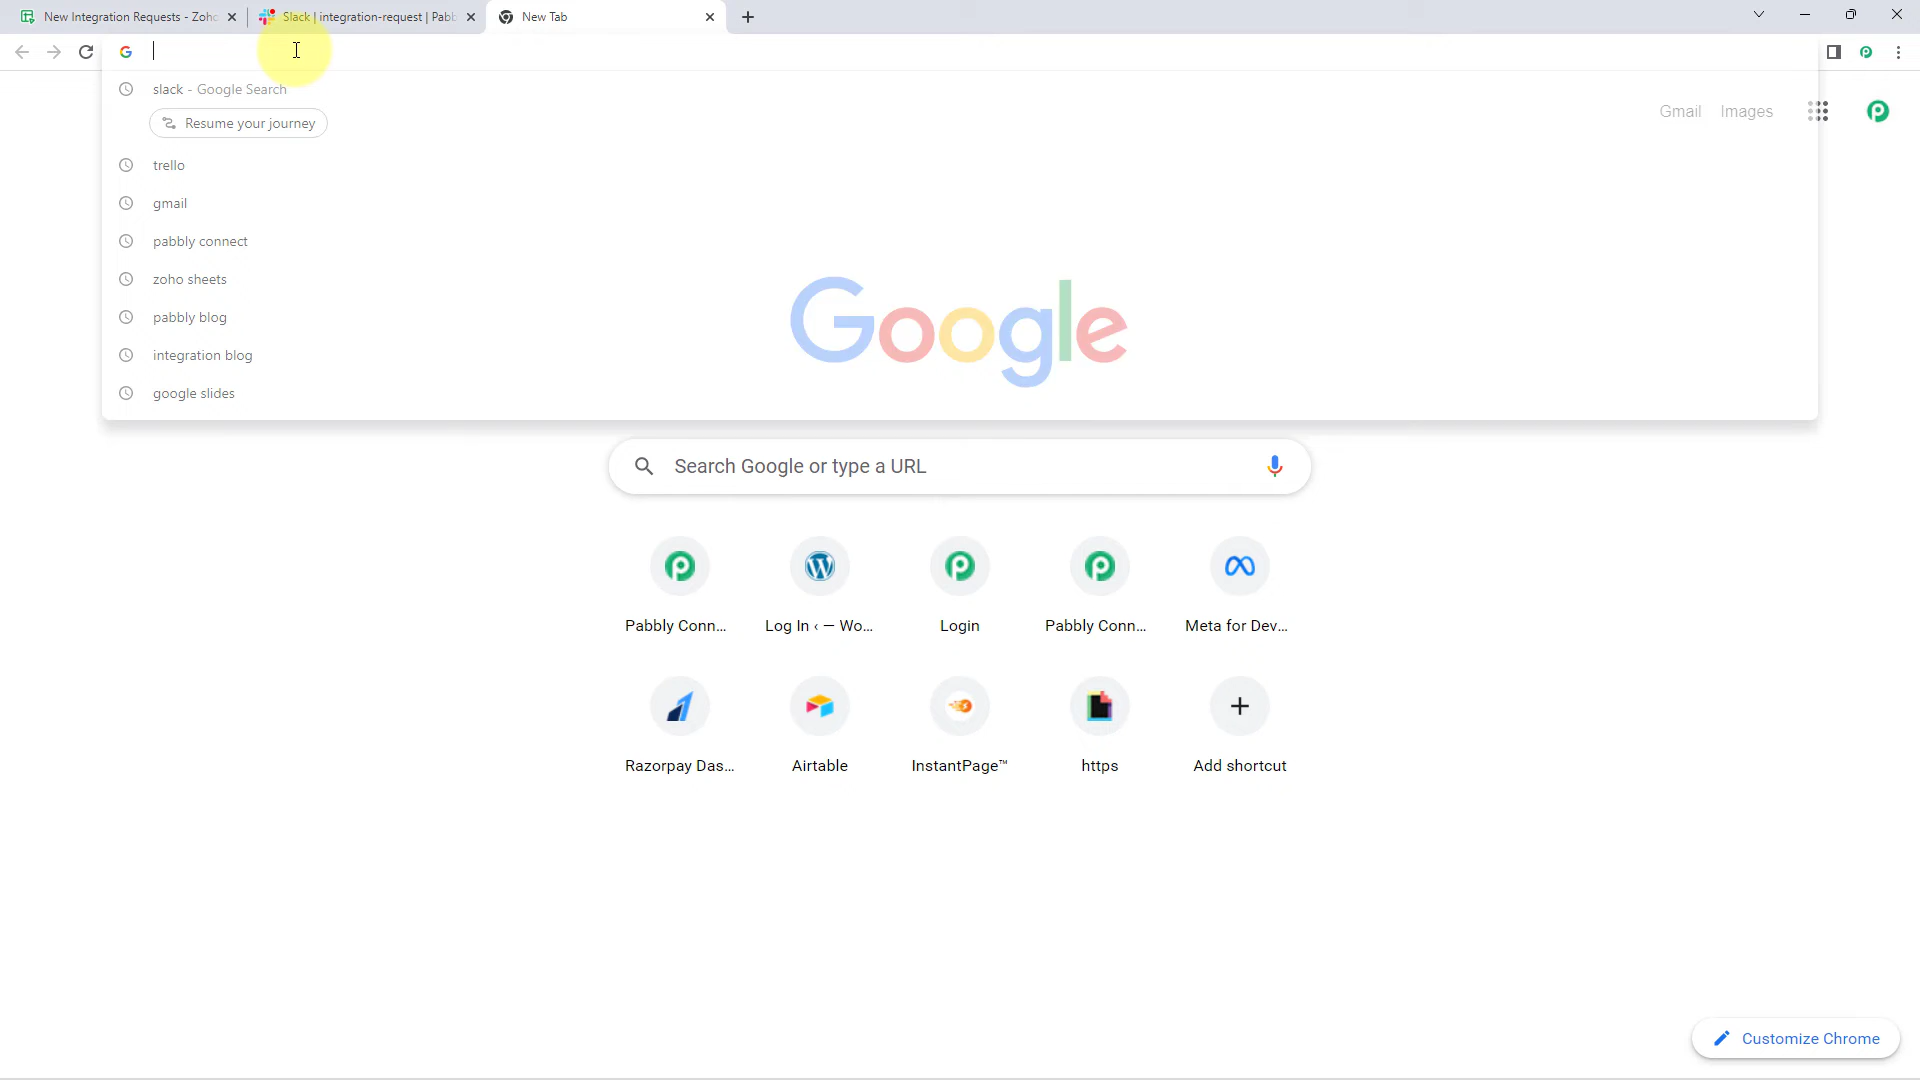 New Integration Requests - Zoho
Slack | integration-request | Pabb
New Tab
slack - Google Search
Resume your journey
Gmail
Images
trello
gmail
pabbly connect
zoho sheets
pabbly blog
integration blog
google slides
Google
Search Google or type a URL
Pabbly Conn...
Log In ‹ — Wo...
Login
Pabbly Conn...
Meta for Dev...
Razorpay Das...
Airtable
InstantPage™
https
Add shortcut
Customize Chrome